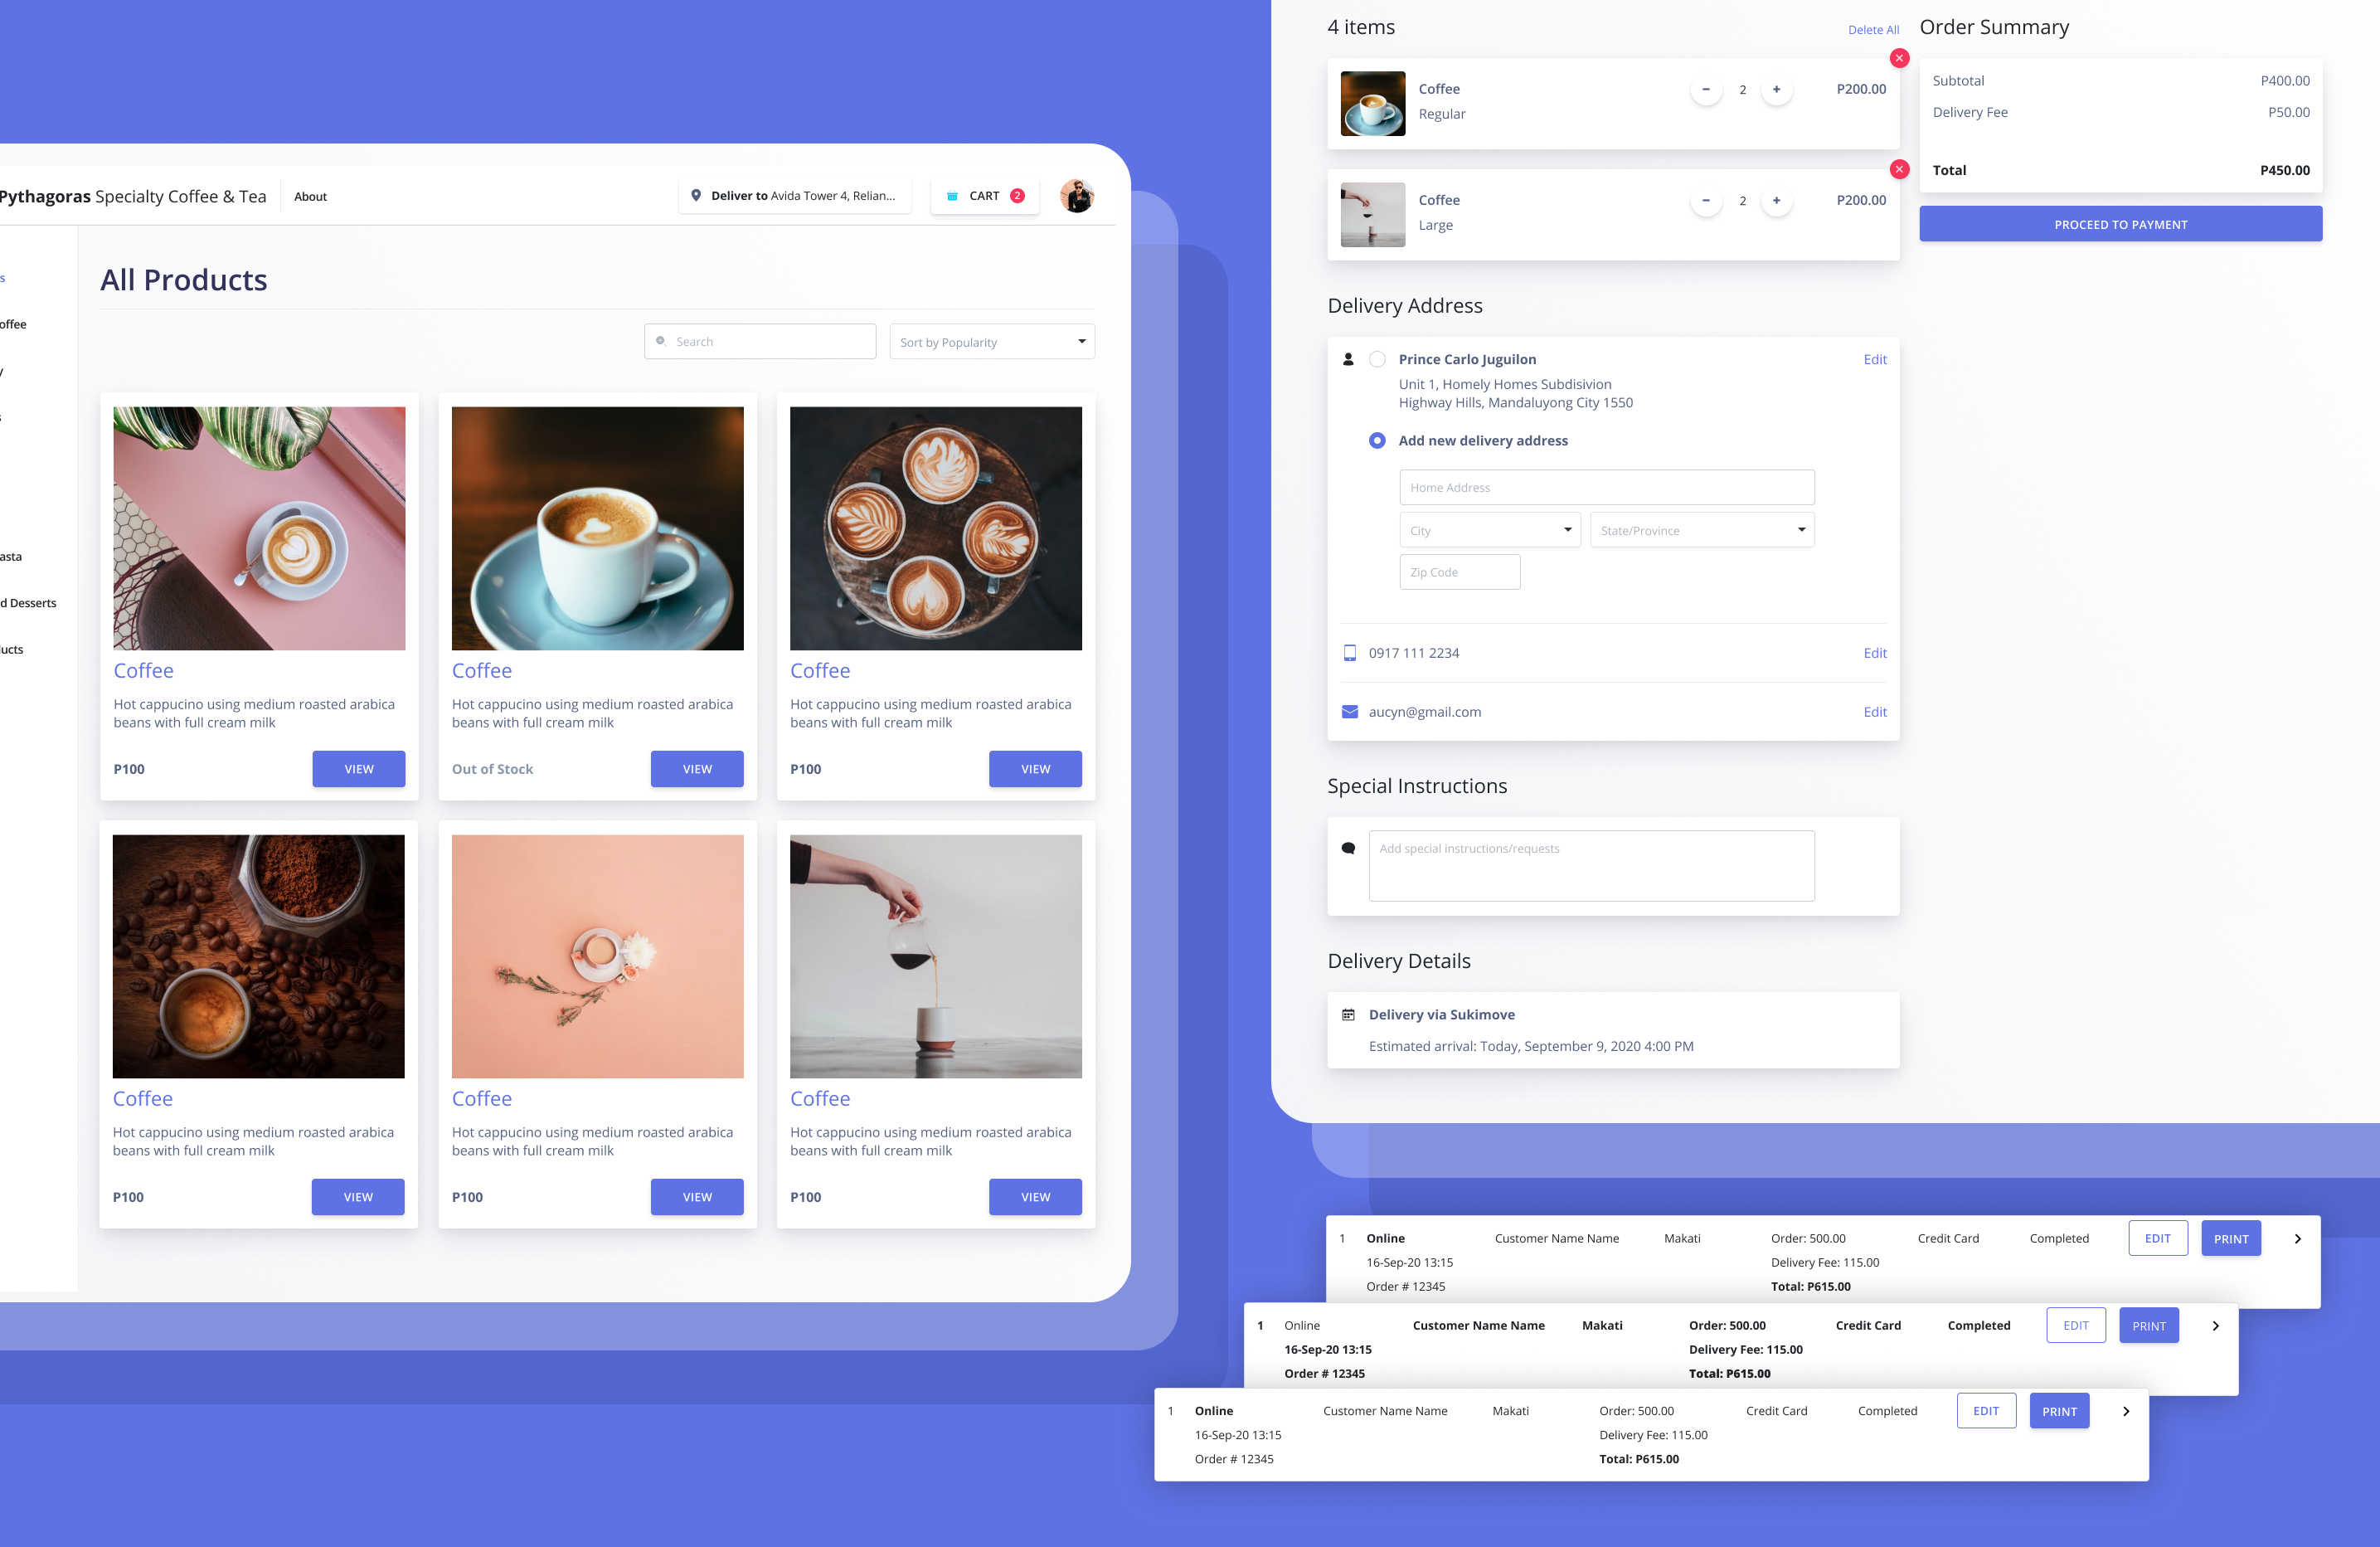 Pythagoras Specialty Coffee & Tea
About
Deliver to Avida Tower 4, Relian...
CART 2
s
offee
y
s
asta
d Desserts
ucts
All Products
Search
Sort by Popularity
Coffee
Hot cappucino using medium roasted arabica
beans with full cream milk
P100
VIEW
Coffee
Hot cappucino using medium roasted arabica
beans with full cream milk
Out of Stock
VIEW
Coffee
Hot cappucino using medium roasted arabica
beans with full cream milk
P100
VIEW
Coffee
Hot cappucino using medium roasted arabica
beans with full cream milk
P100
VIEW
Coffee
Hot cappucino using medium roasted arabica
beans with full cream milk
P100
VIEW
Coffee
Hot cappucino using medium roasted arabica
beans with full cream milk
P100
VIEW
4 items
Delete All
Coffee
Regular
2
P200.00
Coffee
Large
2
P200.00
Order Summary
Subtotal P400.00
Delivery Fee P50.00
Total P450.00
PROCEED TO PAYMENT
Delivery Address
Prince Carlo Juguilon
Edit
Unit 1, Homely Homes Subdisivion
Highway Hills, Mandaluyong City 1550
Add new delivery address
Home Address
City
State/Province
Zip Code
0917 111 2234
Edit
aucyn@gmail.com
Edit
Special Instructions
Add special instructions/requests
Delivery Details
Delivery via Sukimove
Estimated arrival: Today, September 9, 2020 4:00 PM
1 Online Customer Name Name Makati Order: 500.00 Credit Card Completed EDIT PRINT
16-Sep-20 13:15 Delivery Fee: 115.00
Order # 12345 Total: P615.00
1 Online Customer Name Name Makati Order: 500.00 Credit Card Completed EDIT PRINT
16-Sep-20 13:15 Delivery Fee: 115.00
Order # 12345 Total: P615.00
1 Online Customer Name Name Makati Order: 500.00 Credit Card Completed EDIT PRINT
16-Sep-20 13:15 Delivery Fee: 115.00
Order # 12345 Total: P615.00